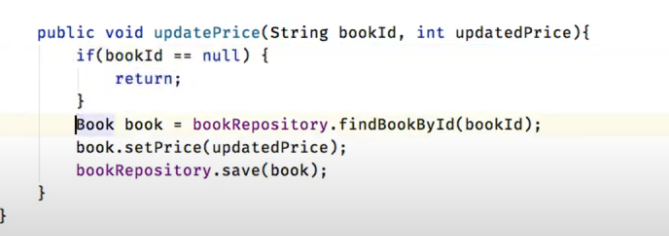 public void updatePrice(String bookId, int updatedPrice){
if(bookId == null) {
return;
}
Book book = bookRepository.findBookById(bookId);
book.setPrice(updatedPrice);
bookRepository.save(book);
}
}